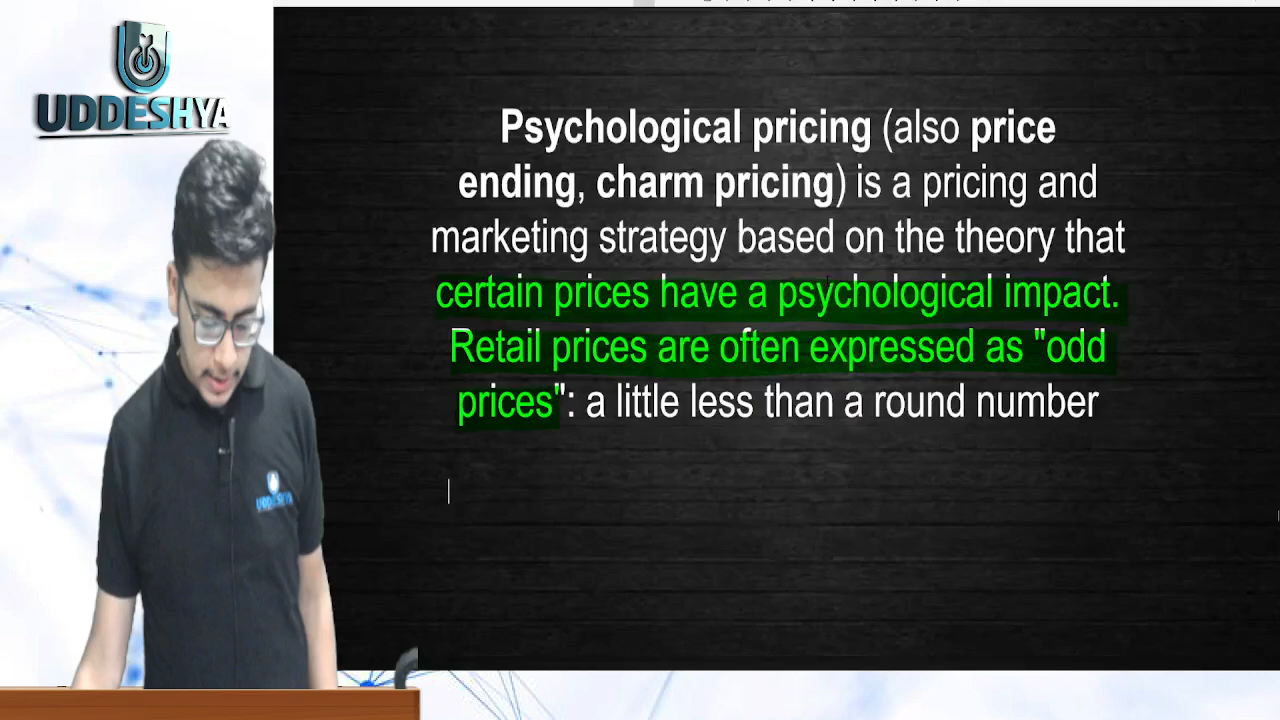 UDDESHYA
Psychological pricing (also price
ending, charm pricing) is a pricing and
marketing strategy based on the theory that
certain prices have a psychological impact.
Retail prices are often expressed as "odd
prices": a little less than a round number
UDDESHYA